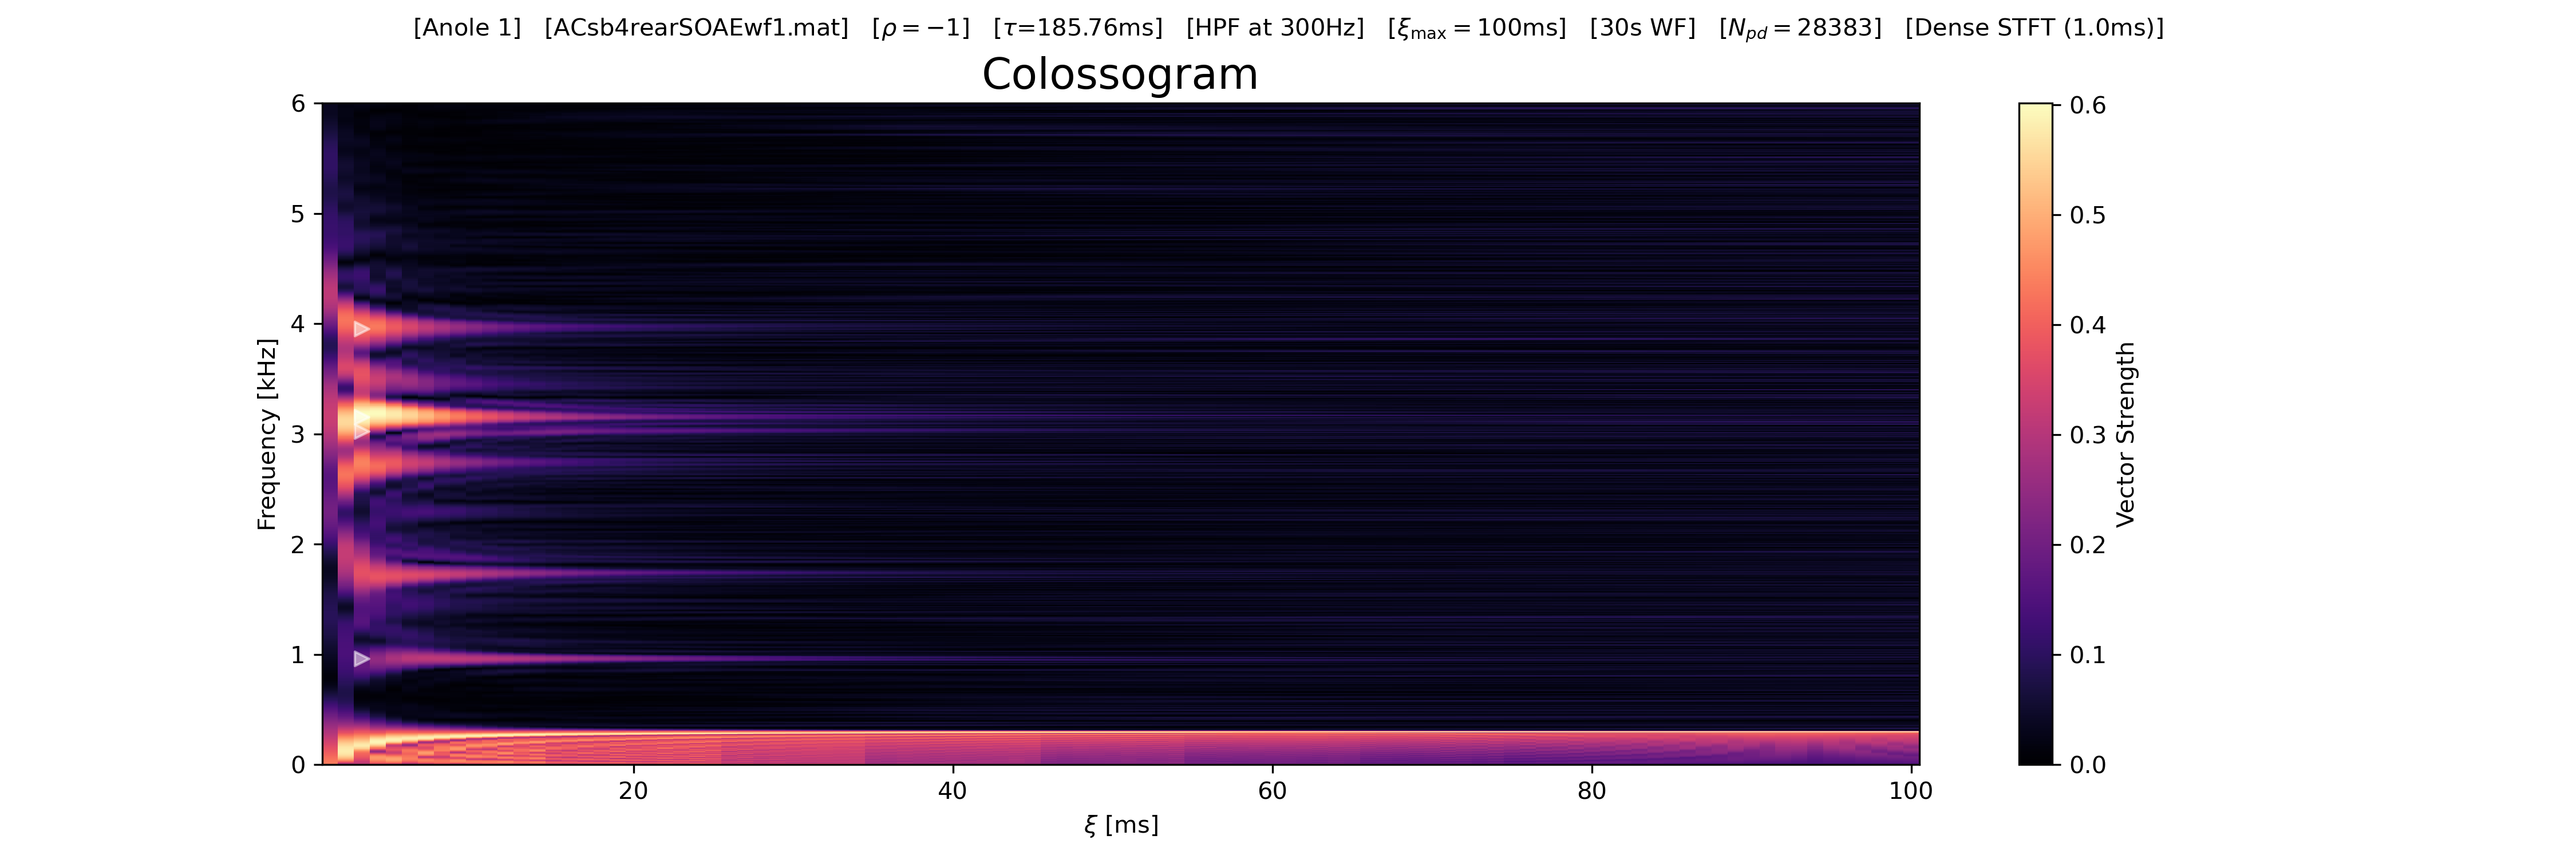 [Anole 1]   [ACsb4rearSOAEwf1.mat]   [ρ = −1]   [τ=185.76ms]   [HPF at 300Hz]   [ξmax = 100ms]   [30s WF]   [Npd = 28383]   [Dense STFT (1.0ms)]
Colossogram
Frequency [kHz]
6
5
4
3
2
1
0
20 40 60 80 100
ξ [ms]
0.6
0.5
0.4
0.3
0.2
0.1
0.0
Vector Strength